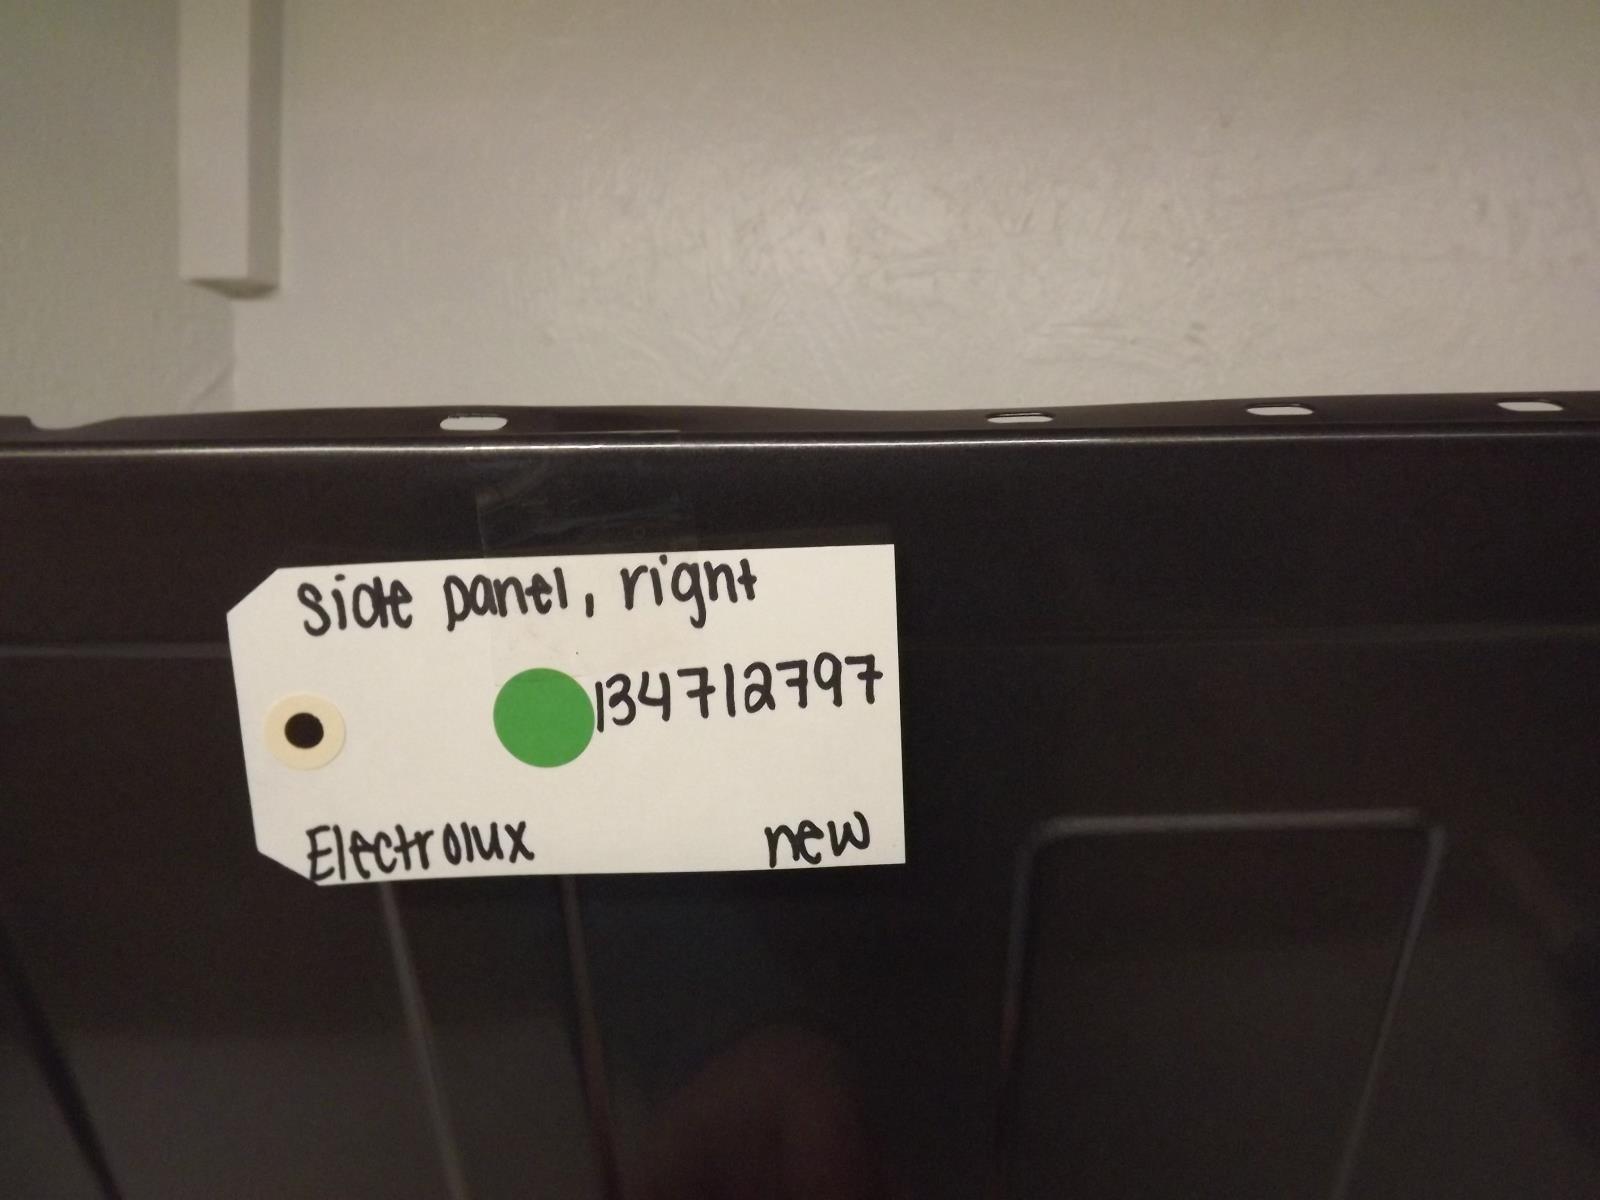 Side panel, right
134712797
Electrolux new